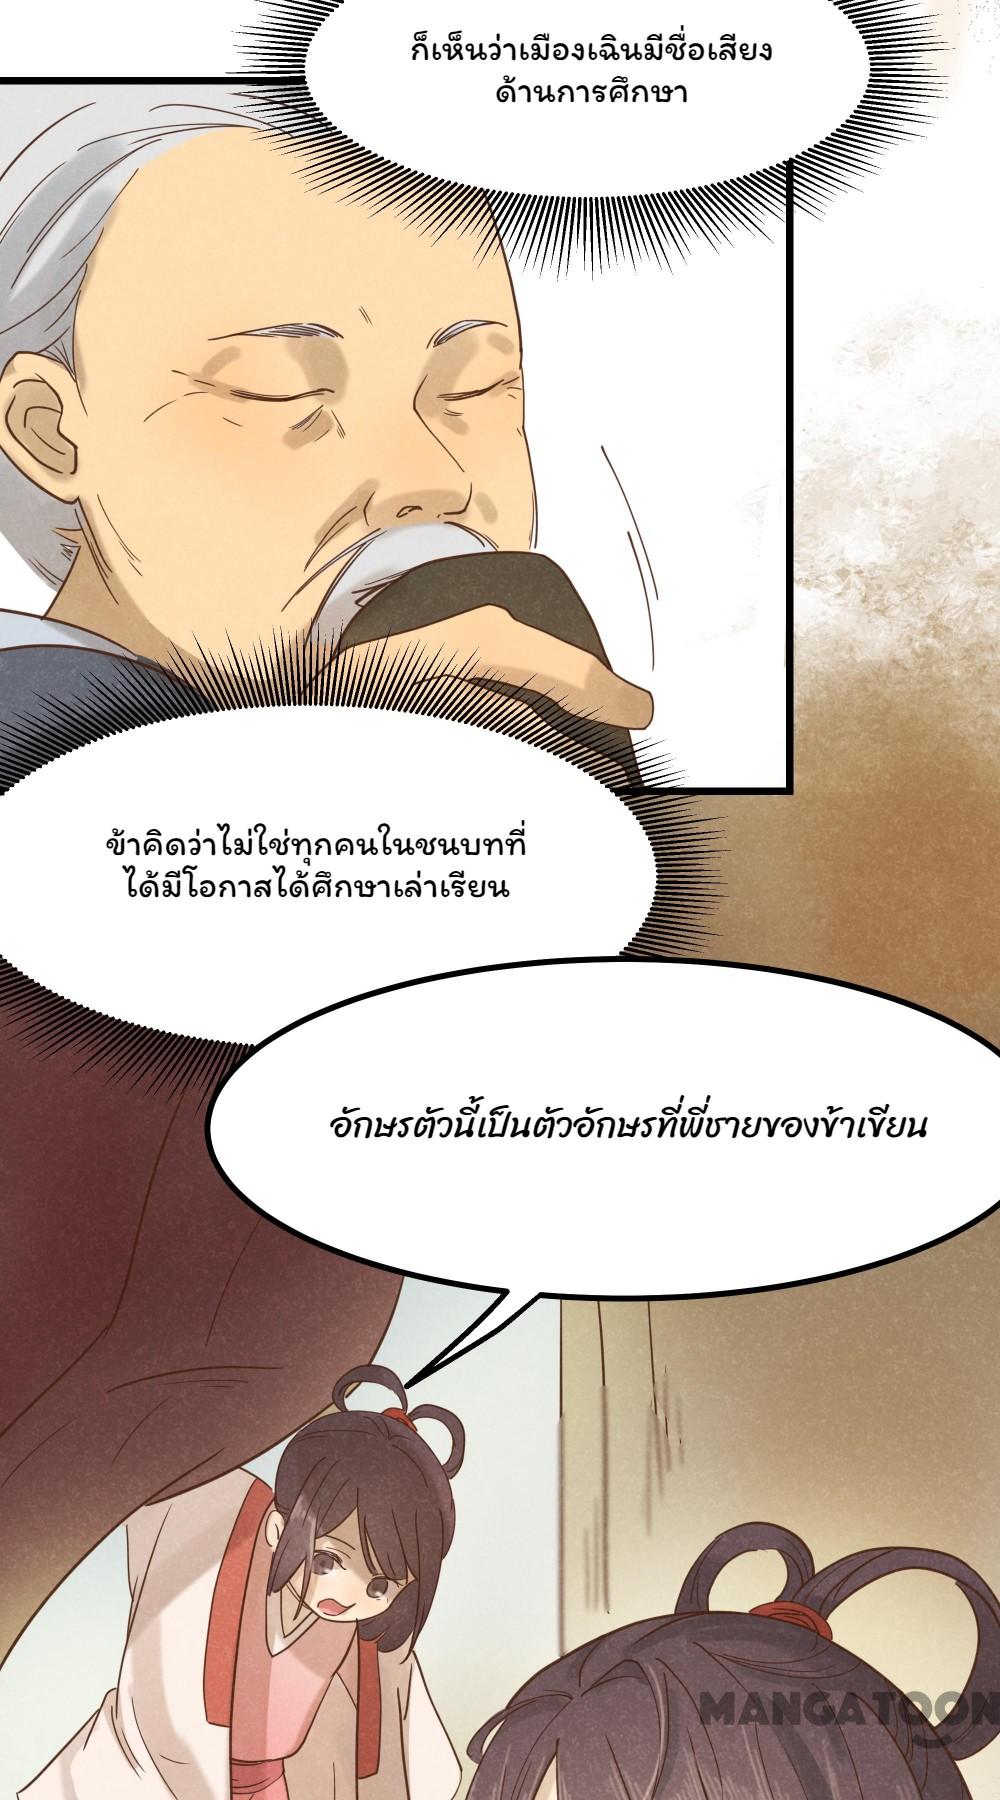 ก็เห็นว่าเมืองเฉินมีชื่อเสียง
ด้านการศึกษา
ข้าคิดว่าไม่ใช่ทุกคนในชนบทที่
ได้มีโอกาสได้ศึกษาเล่าเรียน
อักษรตัวนี้เป็นตัวอักษรที่พี่ชายของข้าเขียน
MANGATOON